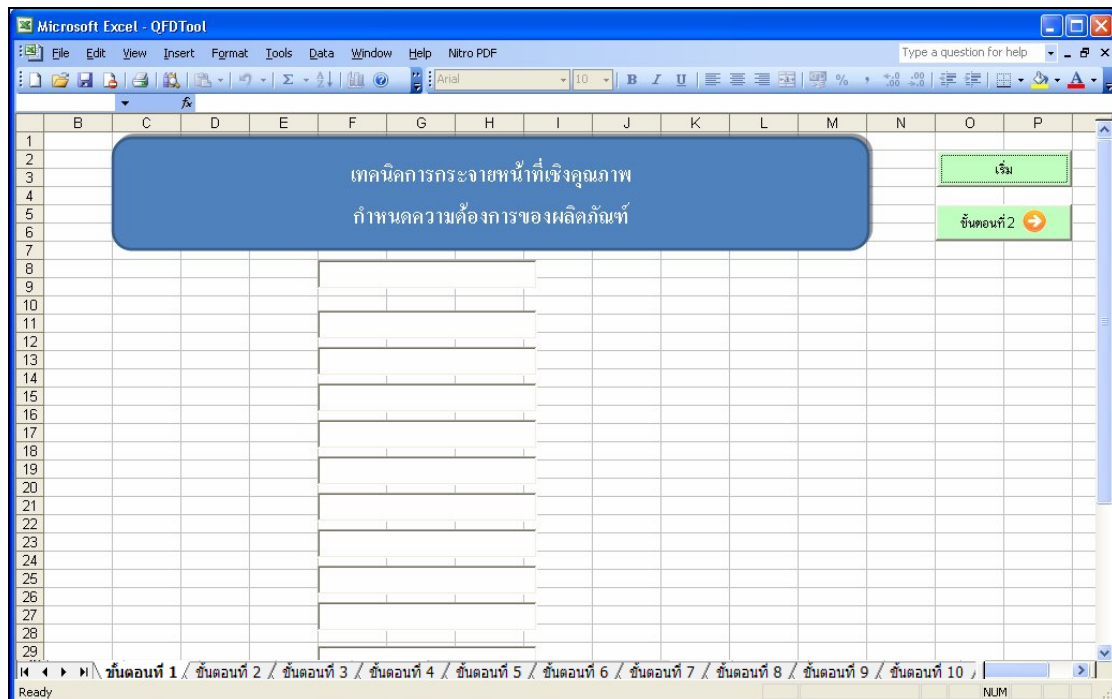 Microsoft Excel - QFDTool
File Edit View Insert Format Tools Data Window Help Nitro PDF Type a question for help
Arial 10 B I U
fx
B C D E F G H I J K L M N O P
1
2
3
4
5
6
7
8
9
10
11
12
13
14
15
16
17
18
19
20
21
22
23
24
25
26
27
28
29
เทคนิคการกระจายหน้าที่เชิงคุณภาพ
กำหนดความต้องการของผลิตภัณฑ์
เริ่ม
ขั้นตอนที่ 2
ขั้นตอนที่ 1 ขั้นตอนที่ 2 ขั้นตอนที่ 3 ขั้นตอนที่ 4 ขั้นตอนที่ 5 ขั้นตอนที่ 6 ขั้นตอนที่ 7 ขั้นตอนที่ 8 ขั้นตอนที่ 9 ขั้นตอนที่ 10
Ready NUM